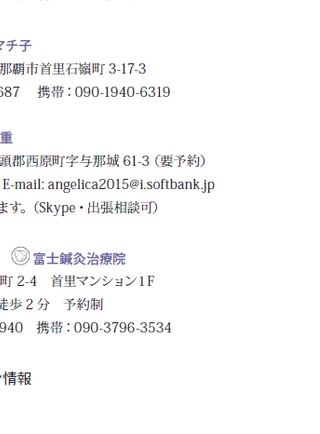 マチ子
那覇市首里石嶺町 3-17-3
687 携帯：090-1940-6319
重
頭郡西原町字与那城 61-3（要予約）
E-mail: angelica2015@i.softbank.jp
ます。（Skype・出張相談可）
富士鍼灸治療院
町 2-4 首里マンション1F
徒歩 2 分 予約制
940 携帯：090-3796-3534
情報